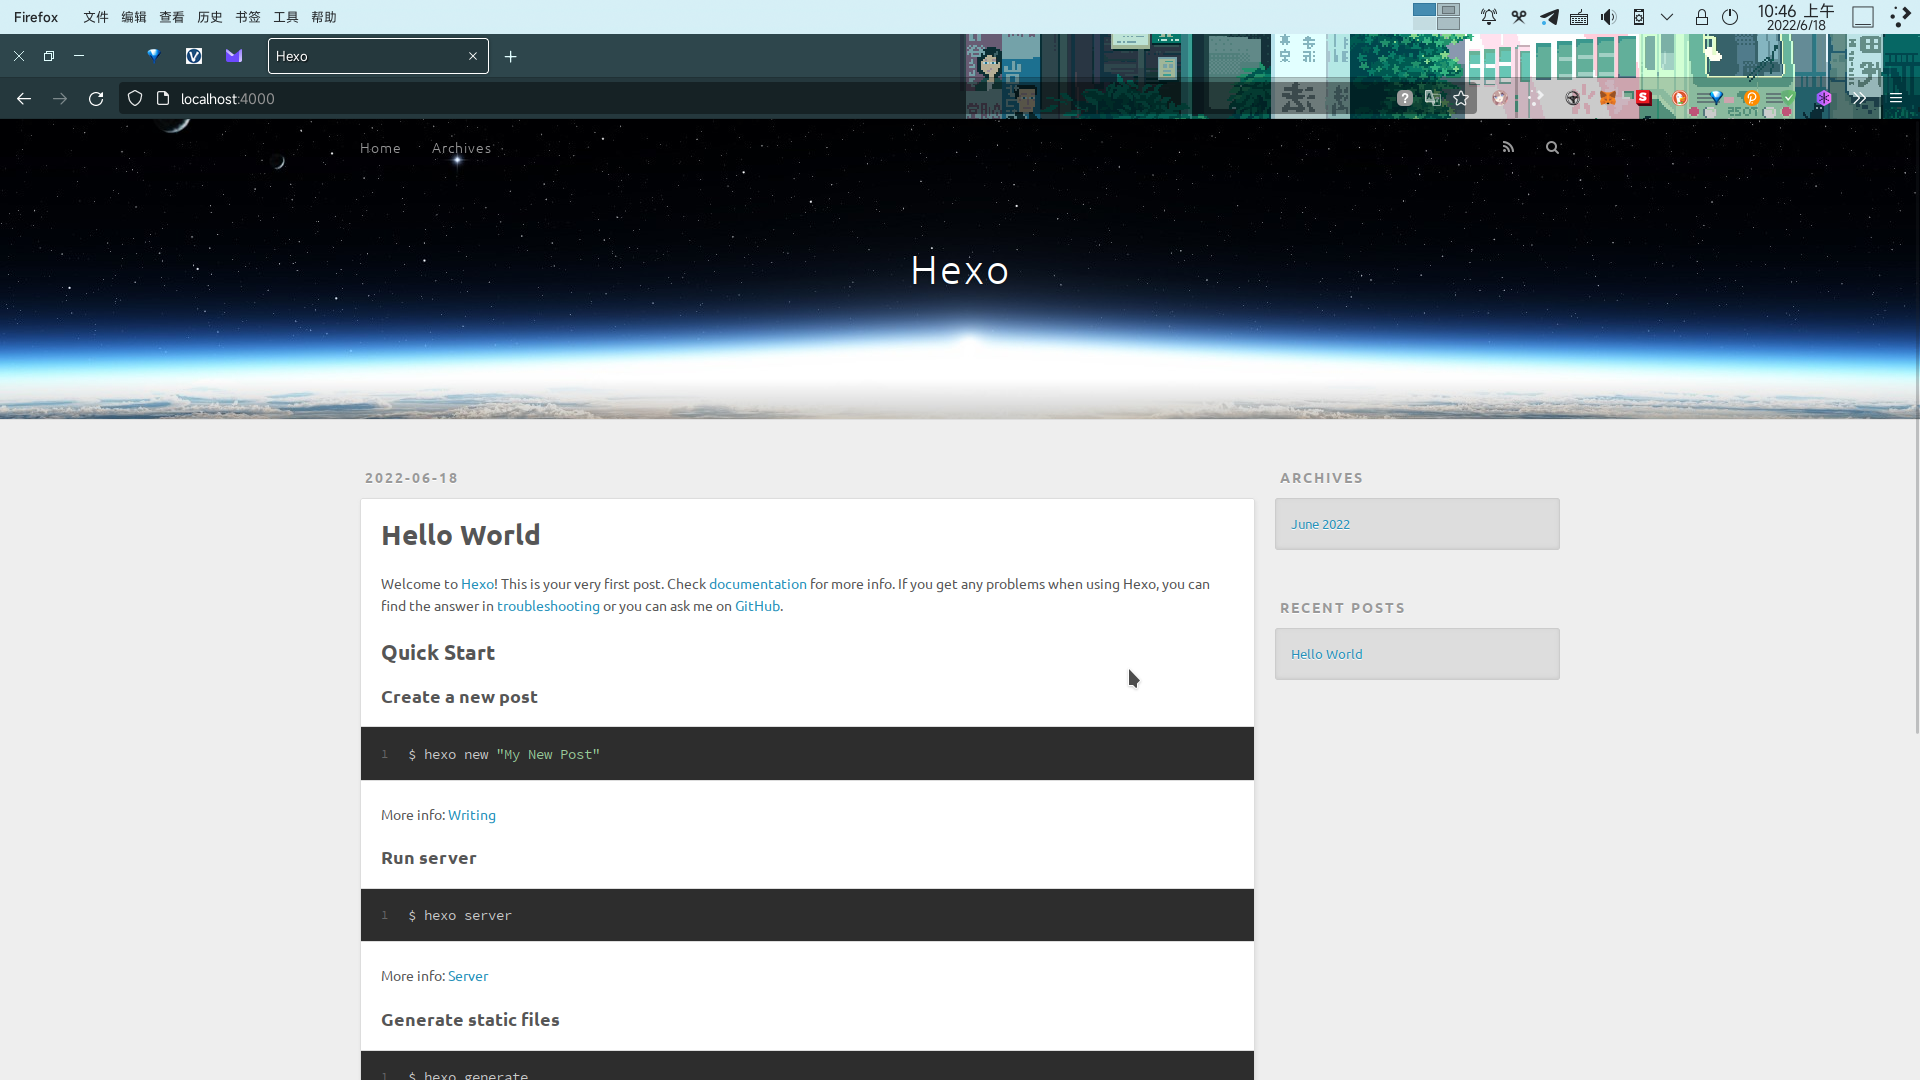 Firefox 文件 编辑 查看 历史 书签 工具 帮助
10:46 上午
2022/6/18
Hexo
localhost:4000
Home Archives
Hexo
2022-06-18
Hello World
Welcome to Hexo! This is your very first post. Check documentation for more info. If you get any problems when using Hexo, you can
find the answer in troubleshooting or you can ask me on GitHub.
Quick Start
Create a new post
1 $ hexo new "My New Post"
More info: Writing
Run server
1 $ hexo server
More info: Server
Generate static files
1 $ hexo generate
ARCHIVES
June 2022
RECENT POSTS
Hello World